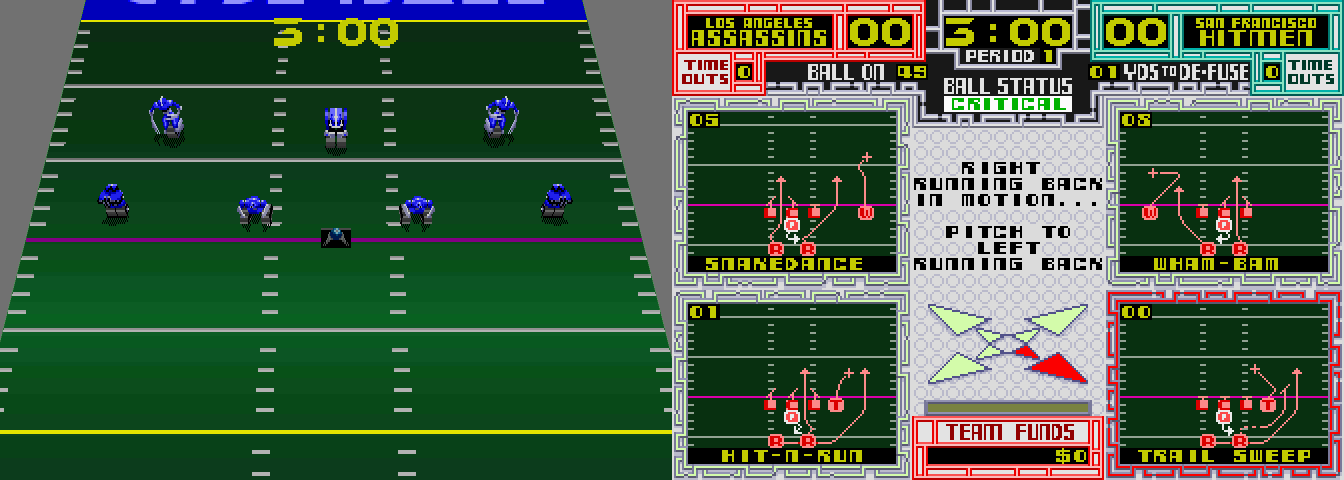 3:00
LOS ANGELES
ASSASSINS
00
TIME
OUTS
0
BALL ON 49
3:00
PERIOD 1
BALL STATUS
CRITICAL
00
SAN FRANCISCO
HITMEN
01 YDS TO DE-FUSE
0
TIME
OUTS
05
W
Q
R R
SNAKEDANCE
RIGHT
RUNNING BACK
IN MOTION...
PITCH TO
LEFT
RUNNING BACK
08
W
Q
R R
WHAM-BAM
01
T
Q
R R
HIT-N-RUN
TEAM FUNDS
$0
00
T
Q
R R
TRAIL SWEEP